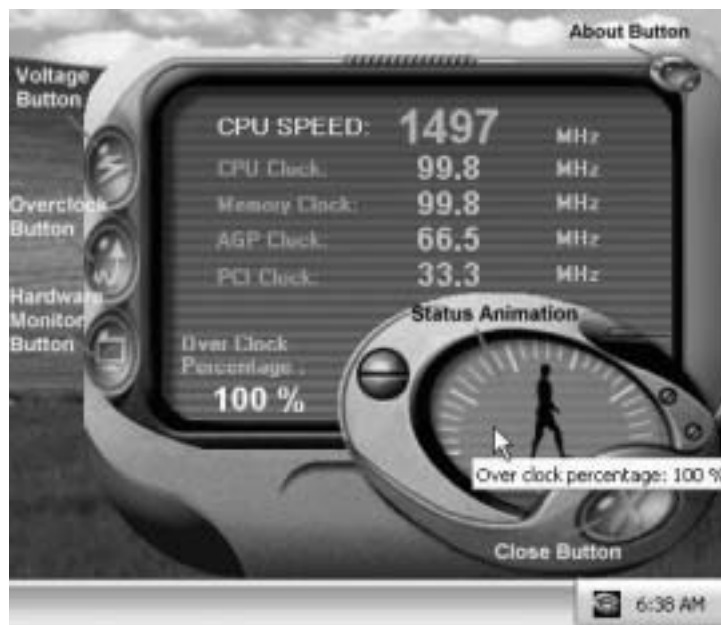 About Button
Voltage
Button
CPU SPEED: 1497 MHz
CPU Clock: 99.8 MHz
Overclock
Button
Memory Clock: 99.8 MHz
AGP Clock: 66.5 MHz
PCI Clock: 33.3 MHz
Hardware
Monitor
Button
Status Animation
Over Clock
Percentage :
100 %
Over clock percentage: 100 %
Close Button
6:38 AM